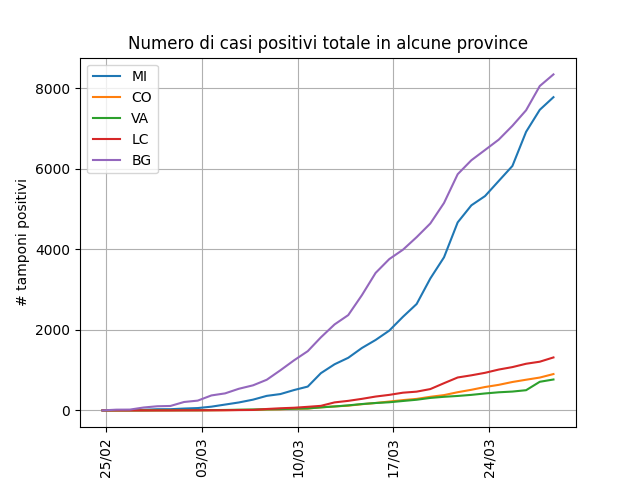 Numero di casi positivi totale in alcune province
MI
CO
VA
LC
BG
# tamponi positivi
8000
6000
4000
2000
0
25/02
03/03
10/03
17/03
24/03